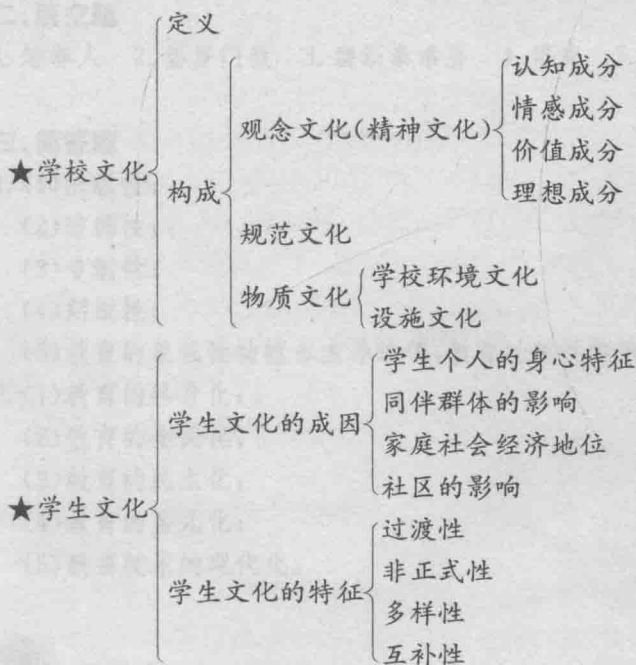 定义
认知成分
情感成分
观念文化(精神文化)
价值成分
★学校文化
构成
理想成分
规范文化
学校环境文化
物质文化
设施文化
学生个人的身心特征
同伴群体的影响
学生文化的成因
家庭社会经济地位
社区的影响
★学生文化
过渡性
非正式性
学生文化的特征
多样性
互补性